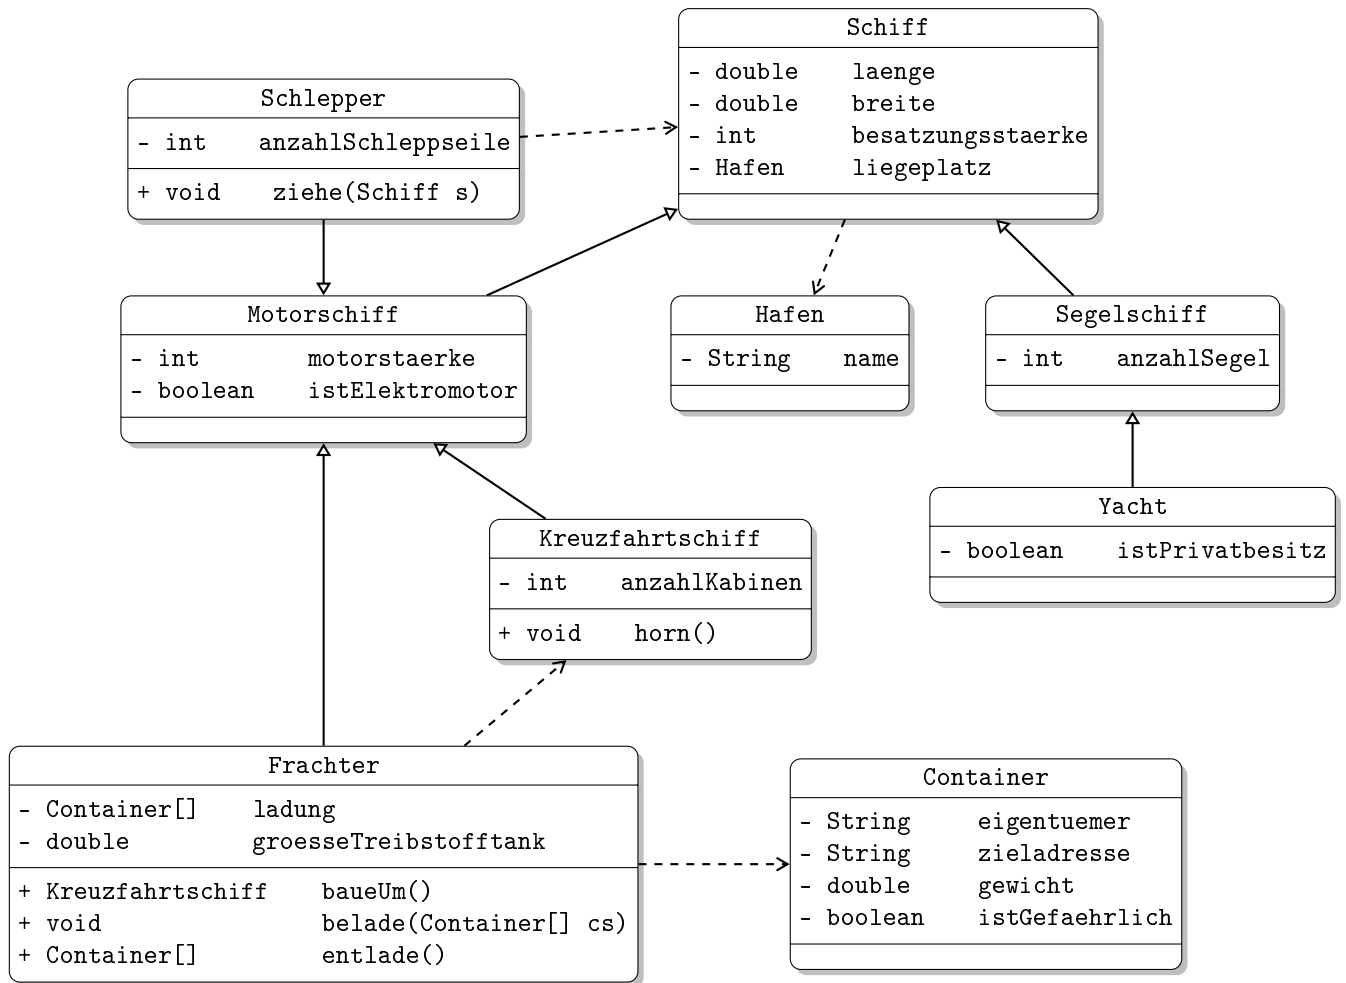 Schiff
- double laenge
- double breite
- int besatzungsstaerke
- Hafen liegeplatz
Schlepper
- int anzahlSchleppseile
+ void ziehe(Schiff s)
Motorschiff
- int motorstaerke
- boolean istElektromotor
Hafen
- String name
Segelschiff
- int anzahlSegel
Yacht
- boolean istPrivatbesitz
Kreuzfahrtschiff
- int anzahlKabinen
+ void horn()
Frachter
- Container[] ladung
- double groesseTreibstofftank
+ Kreuzfahrtschiff baueUm()
+ void belade(Container[] cs)
+ Container[] entlade()
Container
- String eigentuemer
- String zieladresse
- double gewicht
- boolean istGefaehrlich